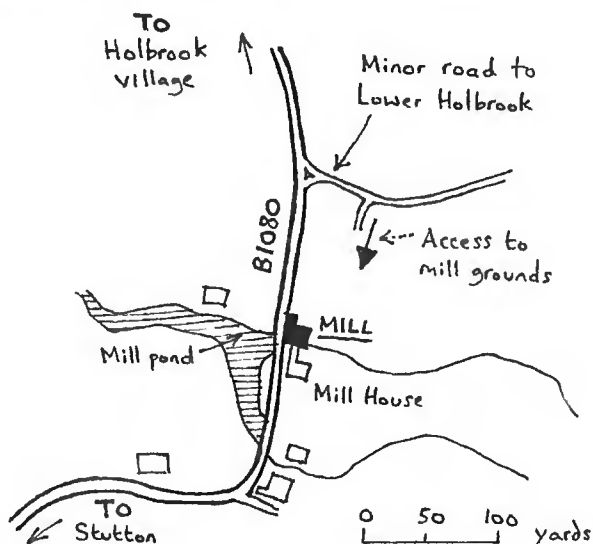 TO
Holbrook
village
Minor road to
Lower Holbrook
B1080
Access to
mill grounds
MILL
Mill pond
Mill House
TO
Stutton
0 50 100 yards